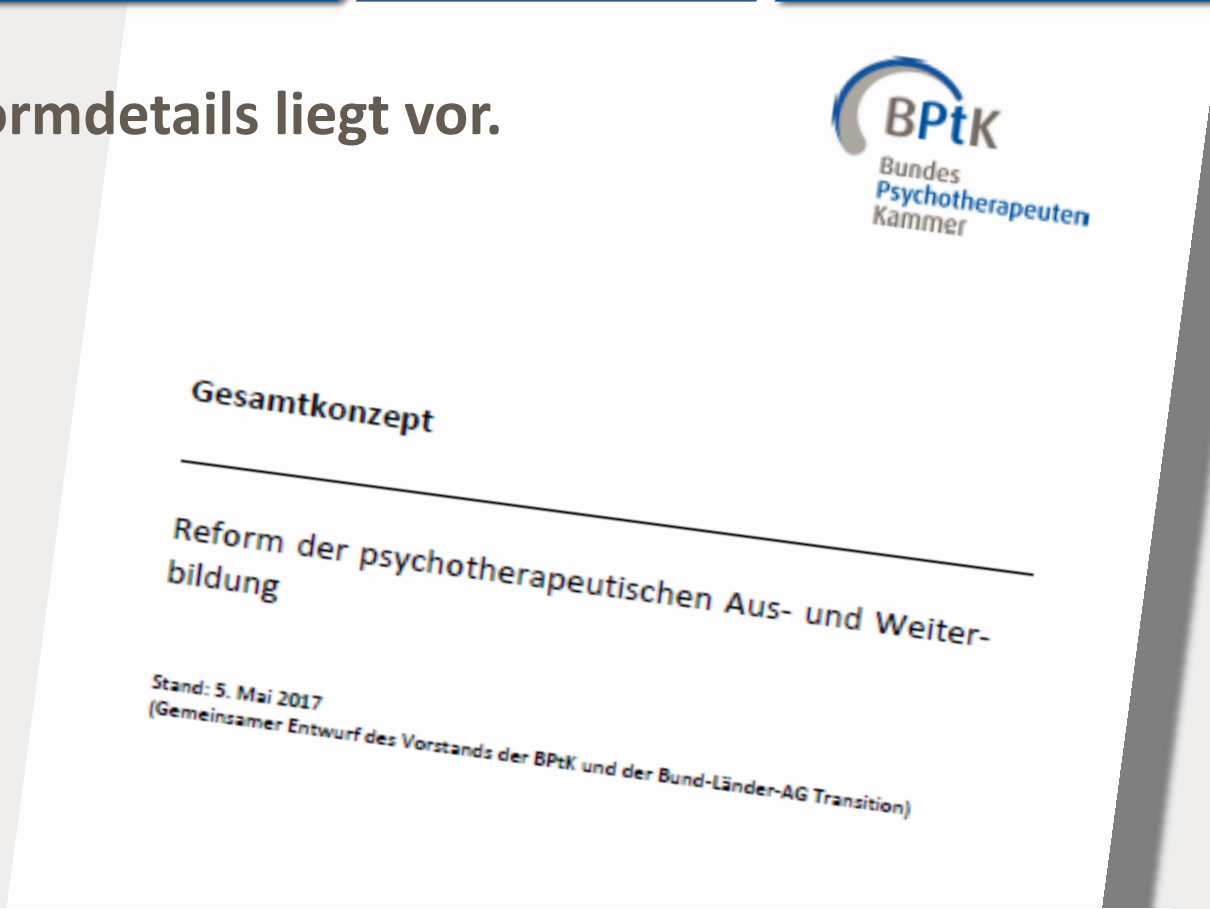 ormdetails liegt vor.
BPtK
Bundes
Psychotherapeuten
Kammer
Gesamtkonzept
Reform der psychotherapeutischen Aus- und Weiter-
bildung
Stand: 5. Mai 2017
(Gemeinsamer Entwurf des Vorstands der BPtK und der Bund-Länder-AG Transition)